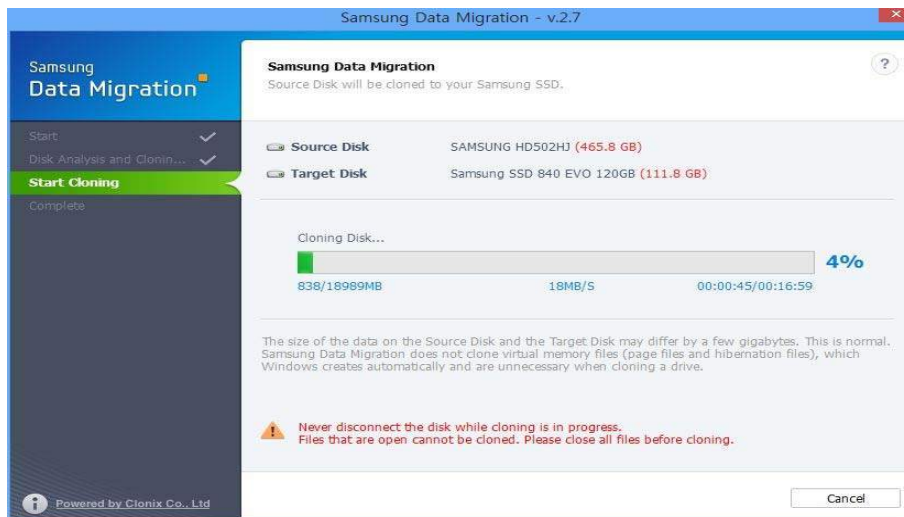 Samsung Data Migration - v.2.7
Samsung
Data Migration
Start
Disk Analysis and Clonin...
Start Cloning
Complete
Powered by Clonix Co., Ltd
Samsung Data Migration
Source Disk will be cloned to your Samsung SSD.
?
Source Disk SAMSUNG HD502HJ (465.8 GB)
Target Disk Samsung SSD 840 EVO 120GB (111.8 GB)
Cloning Disk...
4%
838/18989MB 18MB/S 00:00:45/00:16:59
The size of the data on the Source Disk and the Target Disk may differ by a few gigabytes. This is normal.
Samsung Data Migration does not clone virtual memory files (page files and hibernation files), which
Windows creates automatically and are unnecessary when cloning a drive.
Never disconnect the disk while cloning is in progress.
Files that are open cannot be cloned. Please close all files before cloning.
Cancel